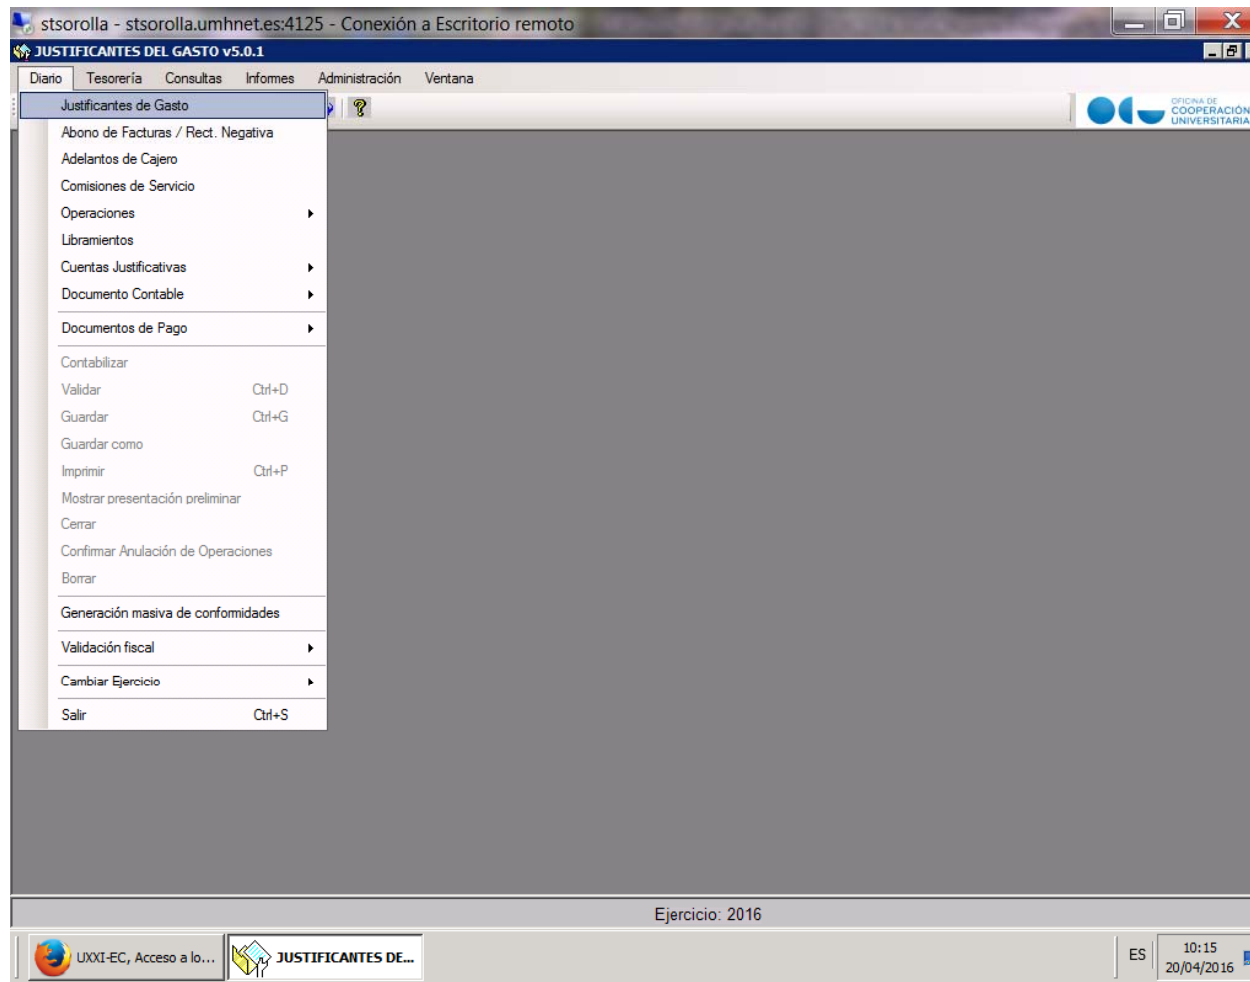 stsorolla - stsorolla.umhnet.es:4125 - Conexión a Escritorio remoto
JUSTIFICANTES DEL GASTO v5.0.1
Diario Tesorería Consultas Informes Administración Ventana
Justificantes de Gasto
OFICINA DE
COOPERACIÓN
UNIVERSITARIA
Abono de Facturas / Rect. Negativa
Adelantos de Cajero
Comisiones de Servicio
Operaciones
Libramientos
Cuentas Justificativas
Documento Contable
Documentos de Pago
Contabilizar
Validar Ctrl+D
Guardar Ctrl+G
Guardar como
Imprimir Ctrl+P
Mostrar presentación preliminar
Cerrar
Confirmar Anulación de Operaciones
Borrar
Generación masiva de conformidades
Validación fiscal
Cambiar Ejercicio
Salir Ctrl+S
Ejercicio: 2016
UXXI-EC, Acceso a lo... JUSTIFICANTES DE... ES 10:15
20/04/2016